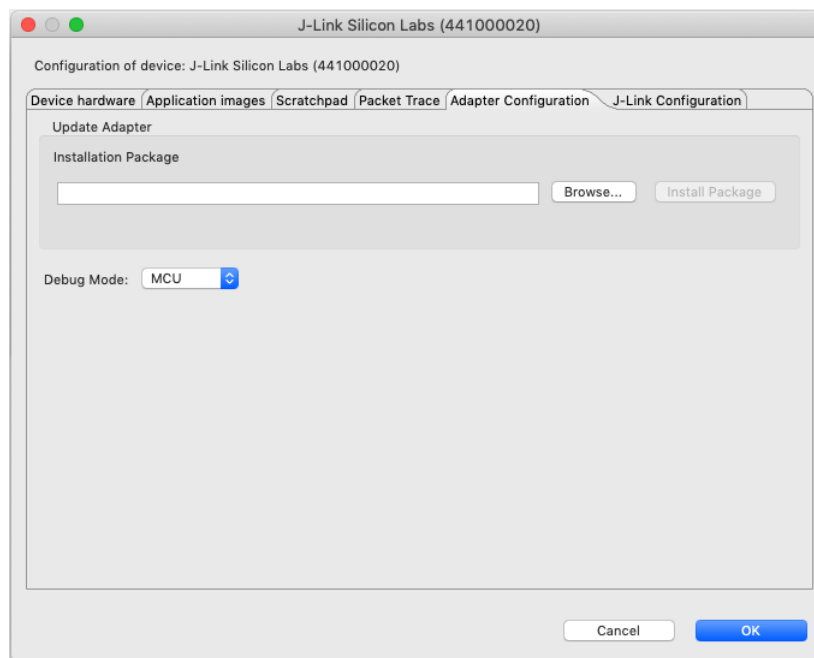 J-Link Silicon Labs (441000020)
Configuration of device: J-Link Silicon Labs (441000020)
Device hardware Application images Scratchpad Packet Trace Adapter Configuration J-Link Configuration
Update Adapter
Installation Package
Browse... Install Package
Debug Mode: MCU
Cancel OK